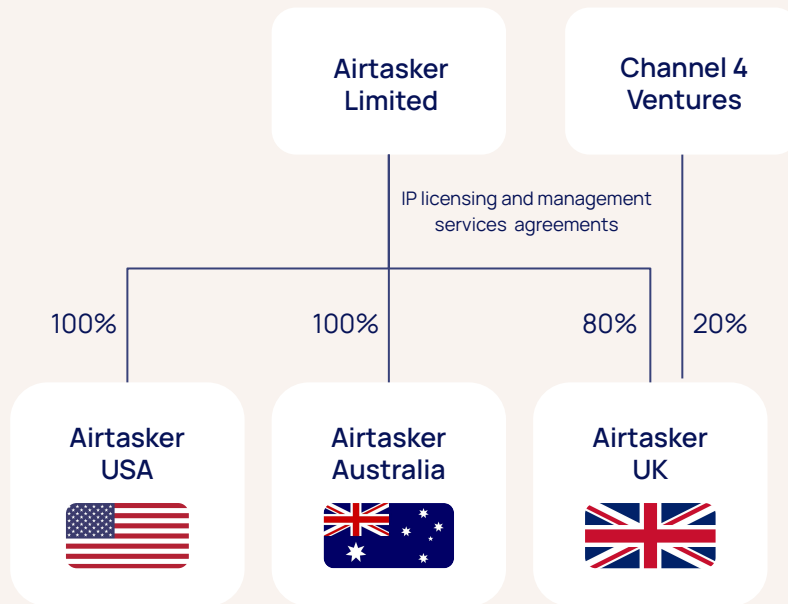 Airtasker
Limited
Channel 4
Ventures
IP licensing and management
services agreements
100%
100%
80%
20%
Airtasker
USA
Airtasker
Australia
Airtasker
UK